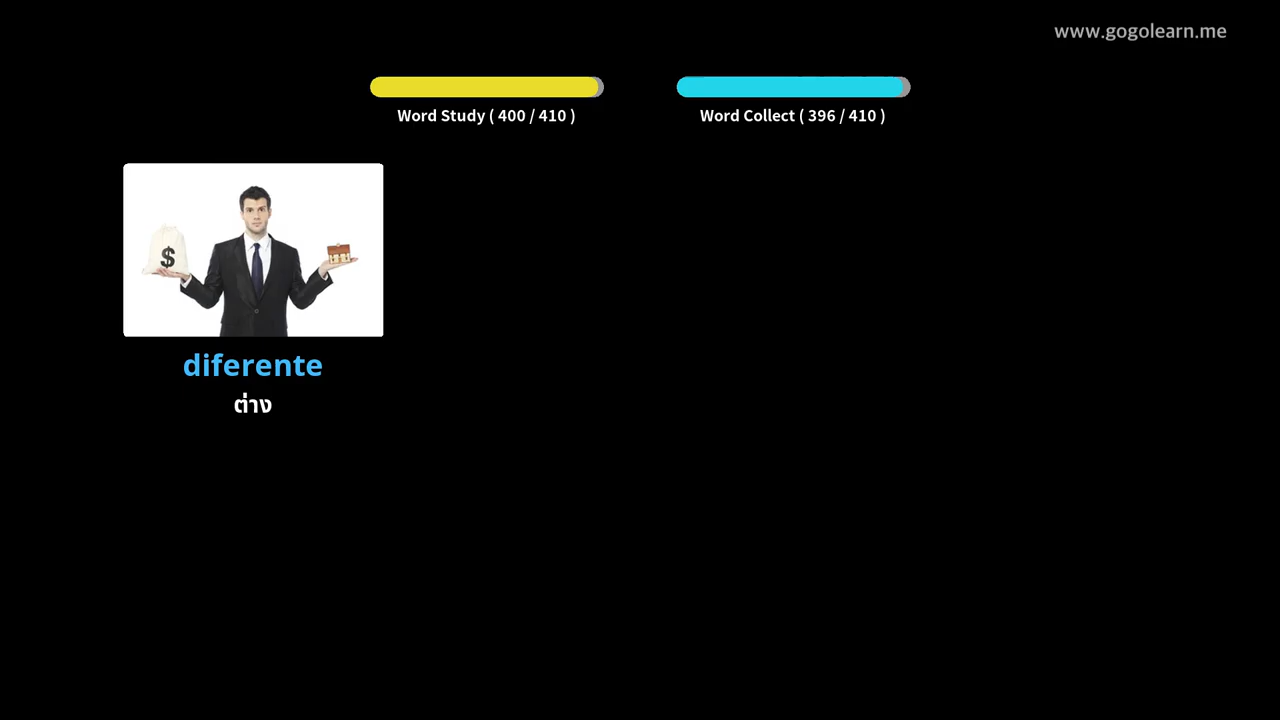 www.gogolearn.me
Word Study ( 400 / 410 )
Word Collect ( 396 / 410 )
$
diferente
ต่าง